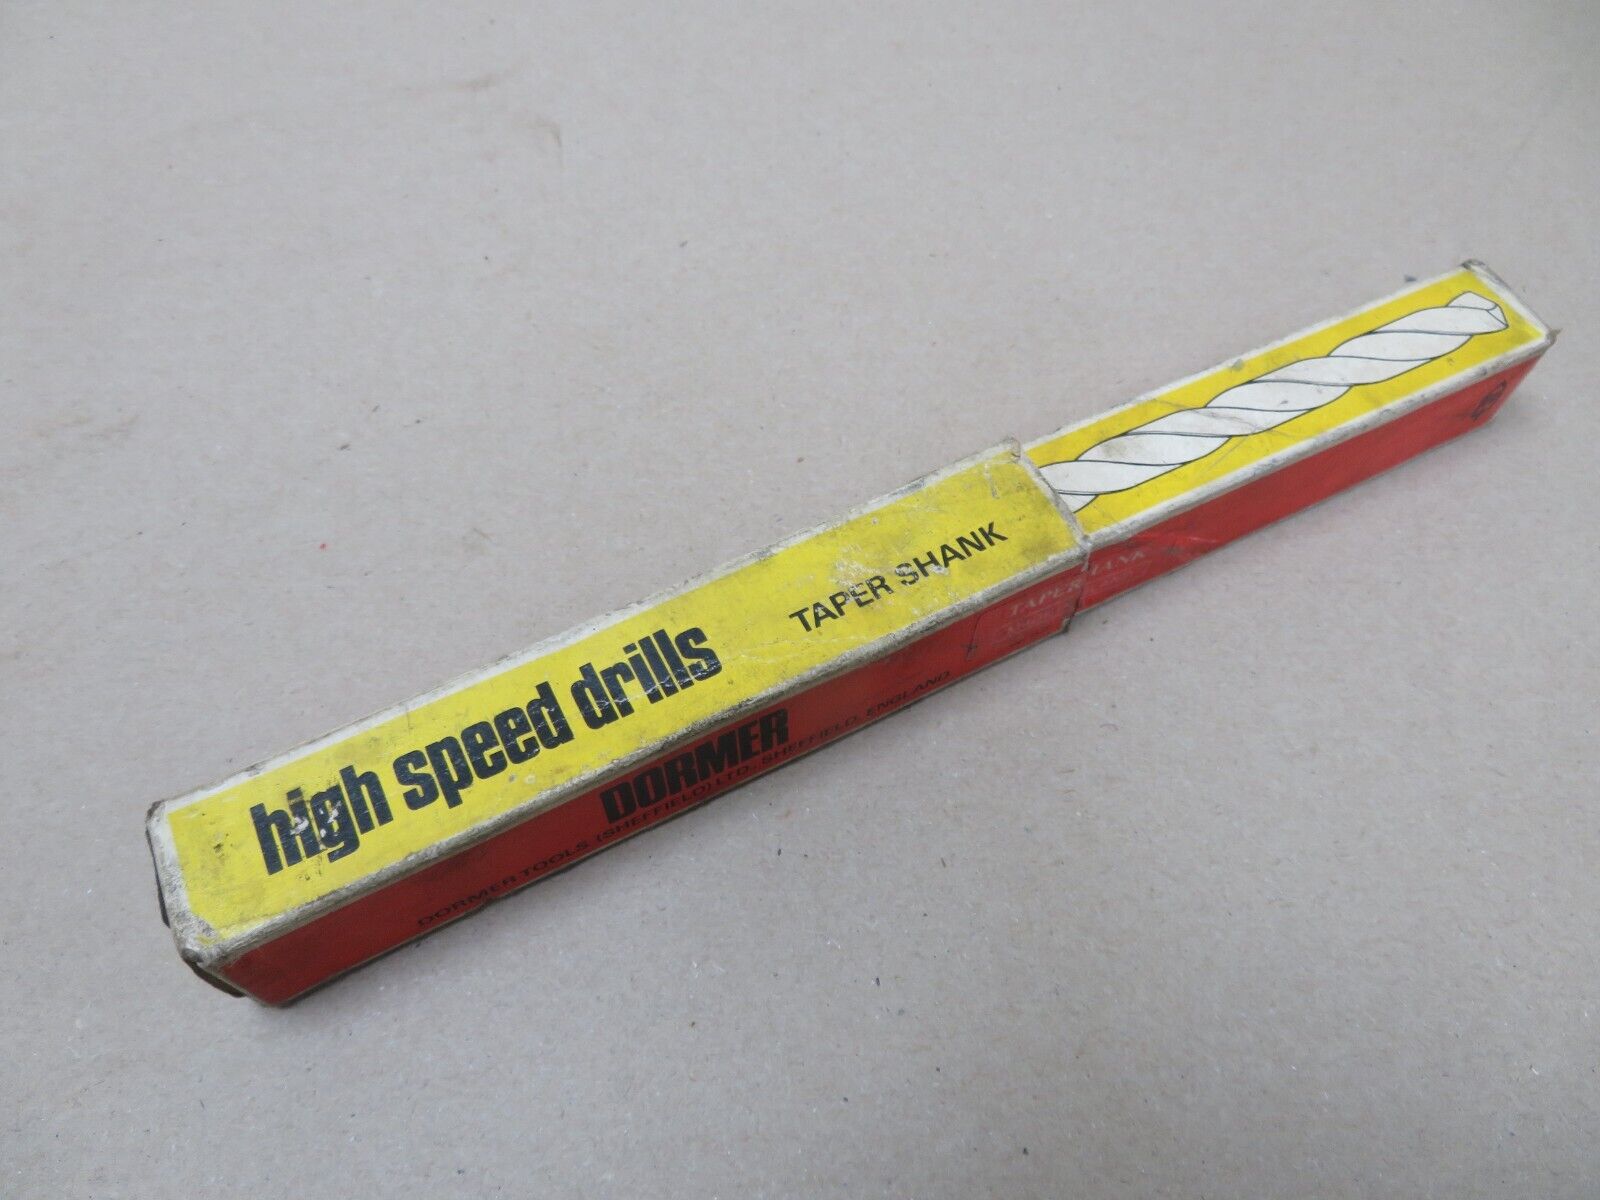 high speed drills
TAPER SHANK
DORMER
DORMER TOOLS (SHEFFIELD) LTD, SHEFFIELD, ENGLAND
TAPER SHANK